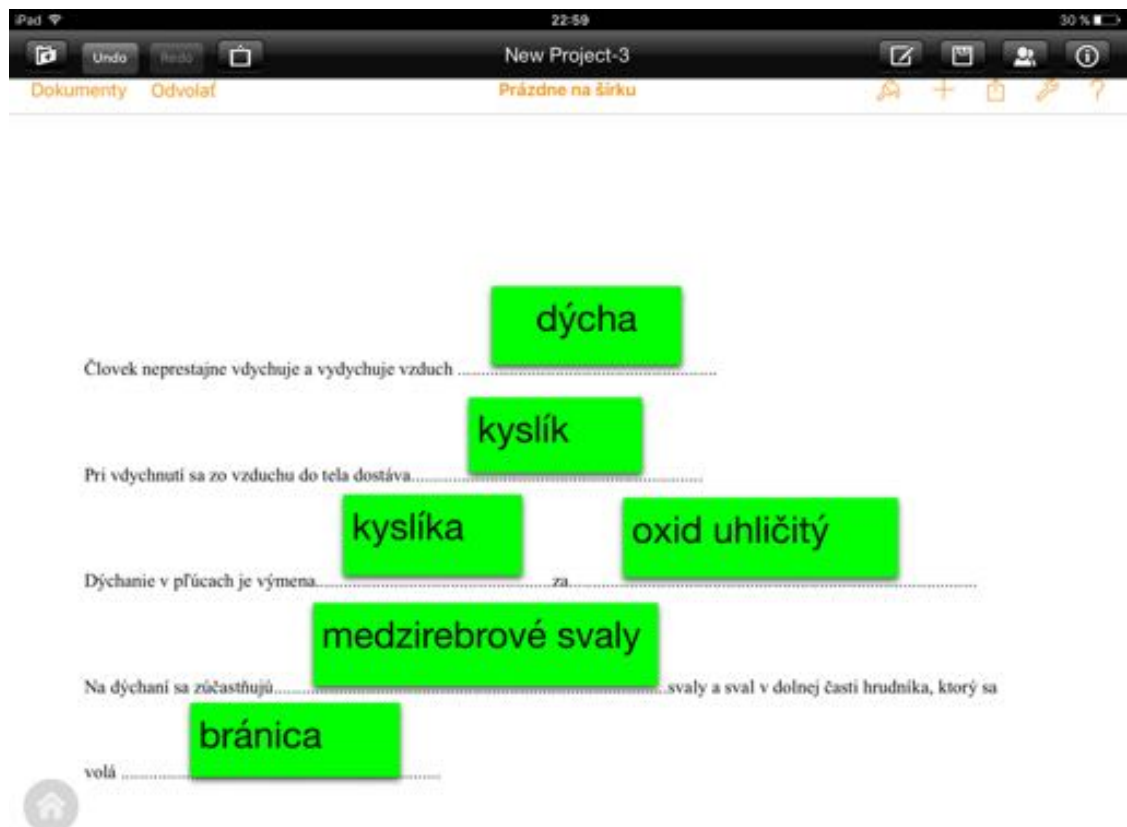 iPad 22:59 30 %
Undo Redo New Project-3
Dokumenty Odvolať Prázdne na šírku
dýcha
Človek neprestajne vdychuje a vydychuje vzduch ...........................................................
kyslík
Pri vdychnutí sa zo vzduchu do tela dostáva..................................................................
kyslíka oxid uhličitý
Dýchanie v pľúcach je výmena......................................................za............................................................................................
medzirebrové svaly
Na dýchaní sa zúčastňujú..........................................................................................svaly a sval v dolnej časti hrudníka, ktorý sa
bránica
volá .........................................................................